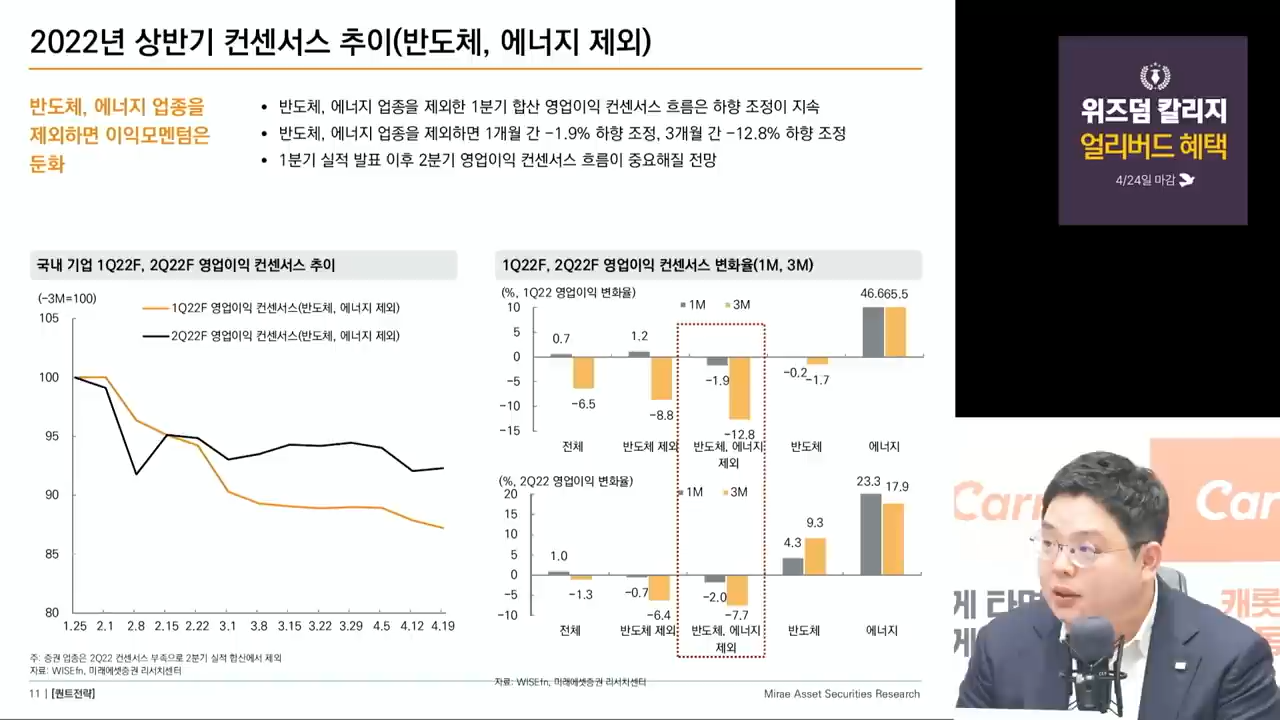 2022년 상반기 컨센서스 추이(반도체, 에너지 제외)
반도체, 에너지 업종을
제외하면 이익모멘텀은
둔화
• 반도체, 에너지 업종을 제외한 1분기 합산 영업이익 컨센서스 흐름은 하향 조정이 지속
• 반도체, 에너지 업종을 제외하면 1개월 간 -1.9% 하향 조정, 3개월 간 -12.8% 하향 조정
• 1분기 실적 발표 이후 2분기 영업이익 컨센서스 흐름이 중요해질 전망
국내 기업 1Q22F, 2Q22F 영업이익 컨센서스 추이
(-3M=100)
1Q22F 영업이익 컨센서스(반도체, 에너지 제외)
2Q22F 영업이익 컨센서스(반도체, 에너지 제외)
105
100
95
90
85
80
1.25 2.1 2.8 2.15 2.22 3.1 3.8 3.15 3.22 3.29 4.5 4.12 4.19
주: 증권 업종은 2Q22 컨센서스 부족으로 2분기 실적 합산에서 제외
자료: WISEfn, 미래에셋증권 리서치센터
1Q22F, 2Q22F 영업이익 컨센서스 변화율(1M, 3M)
(%, 1Q22 영업이익 변화율)
1M 3M
10
5
0
-5
-10
-15
0.7 1.2 46.6 65.5
-6.5 -8.8 -1.9 -12.8 -0.2 -1.7
전체 반도체 제외 반도체, 에너지 반도체 에너지
제외
(%, 2Q22 영업이익 변화율)
1M 3M
20
15
10
5
0
-5
-10
1.0 4.3 9.3 23.3 17.9
-1.3 -0.7 -6.4 -2.0 -7.7
전체 반도체 제외 반도체, 에너지 반도체 에너지
제외
자료: WISEfn, 미래에셋증권 리서치센터
11 | [퀀트전략]
Mirae Asset Securities Research
위즈덤 칼리지
얼리버드 혜택
4/24일 마감
Car
Car
게 타
게
캐롯